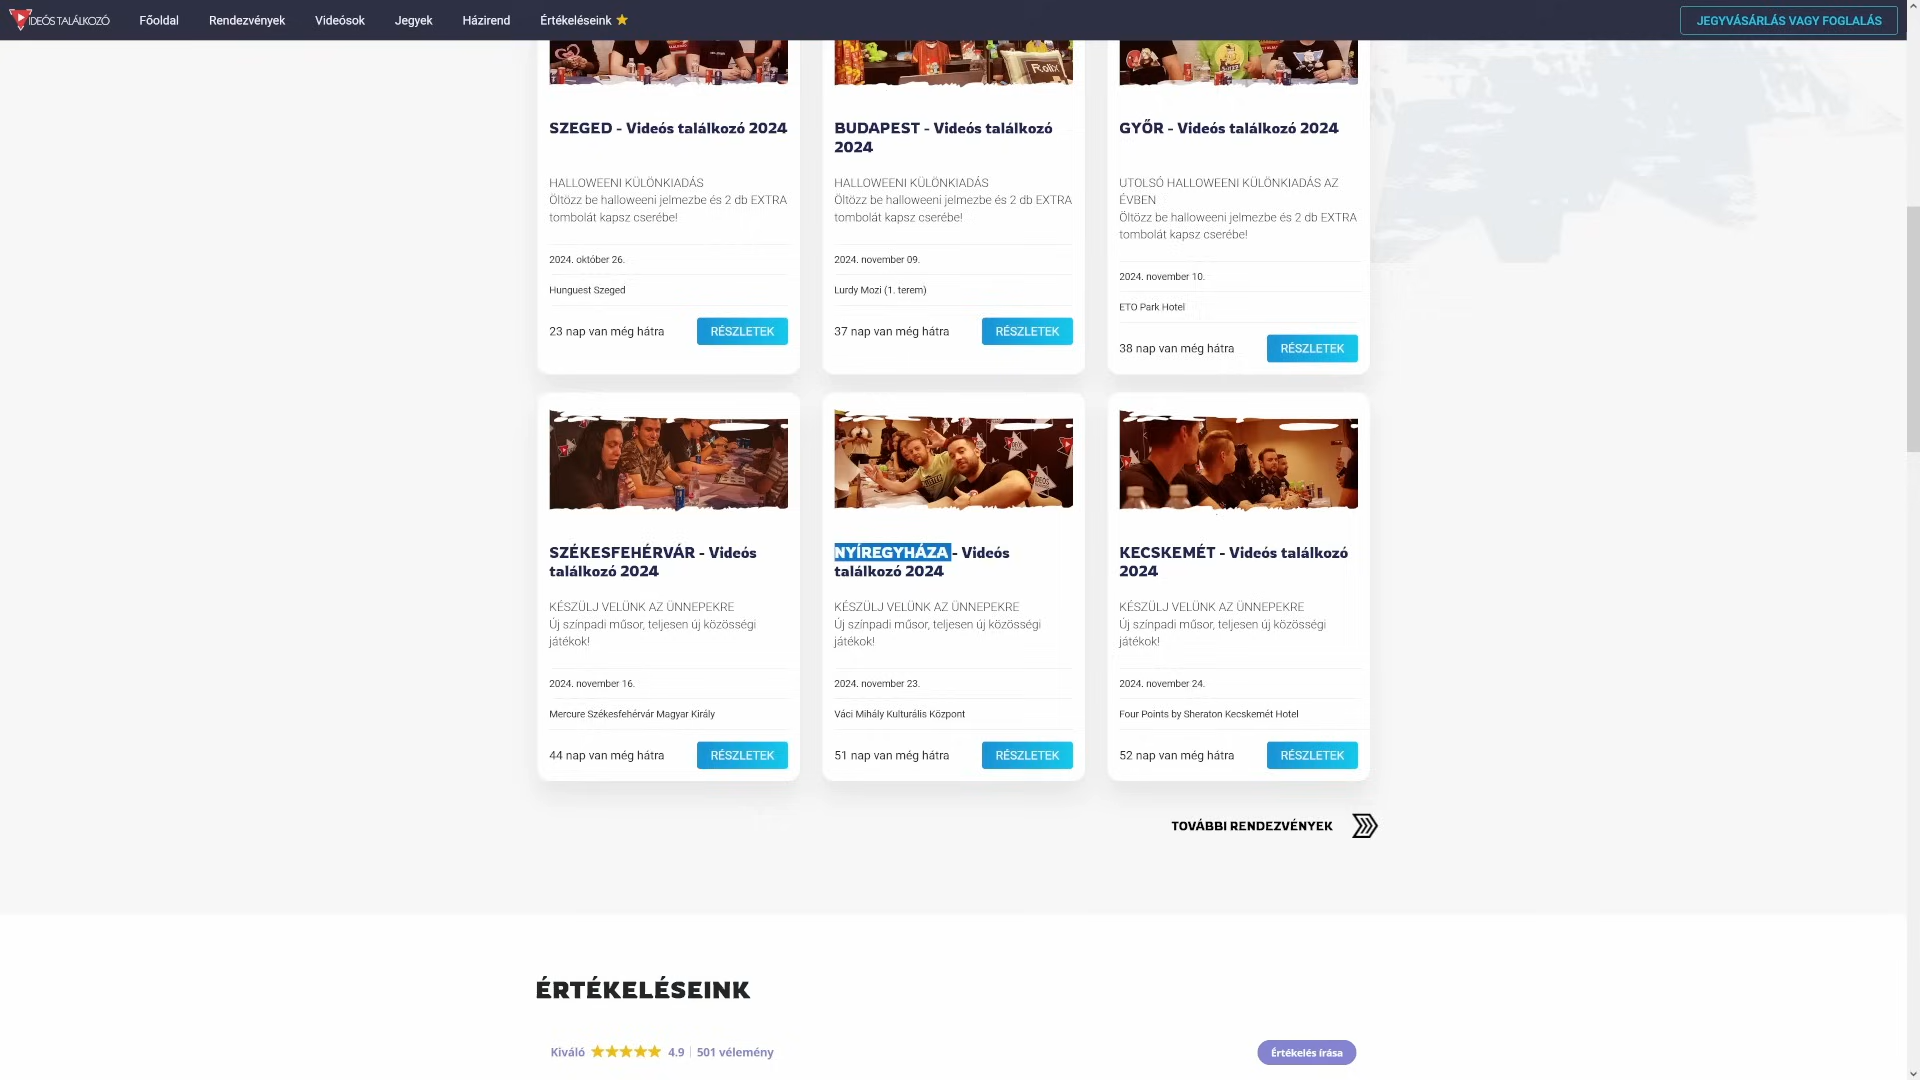 IDEÓS TALÁLKOZÓ
Főoldal
Rendezvények
Videósok
Jegyek
Házirend
Értékeléseink
JEGYVÁSÁRLÁS VAGY FOGLALÁS
Rolix
SZEGED - Videós találkozó 2024
HALLOWEENI KÜLÖNKIADÁS
Öltözz be halloweeni jelmezbe és 2 db EXTRA
tombolát kapsz cserébe!
2024. október 26.
Hunguest Szeged
23 nap van még hátra
RÉSZLETEK
BUDAPEST - Videós találkozó
2024
HALLOWEENI KÜLÖNKIADÁS
Öltözz be halloweeni jelmezbe és 2 db EXTRA
tombolát kapsz cserébe!
2024. november 09.
Lurdy Mozi (1. terem)
37 nap van még hátra
RÉSZLETEK
GYŐR - Videós találkozó 2024
UTOLSÓ HALLOWEENI KÜLÖNKIADÁS AZ
ÉVBEN
Öltözz be halloweeni jelmezbe és 2 db EXTRA
tombolát kapsz cserébe!
2024. november 10.
ETO Park Hotel
38 nap van még hátra
RÉSZLETEK
SZÉKESFEHÉRVÁR - Videós
találkozó 2024
KÉSZÜLJ VELÜNK AZ ÜNNEPEKRE
Új színpadi műsor, teljesen új közösségi
játékok!
2024. november 16.
Mercure Székesfehérvár Magyar Király
44 nap van még hátra
RÉSZLETEK
NYÍREGYHÁZA - Videós
találkozó 2024
KÉSZÜLJ VELÜNK AZ ÜNNEPEKRE
Új színpadi műsor, teljesen új közösségi
játékok!
2024. november 23.
Váci Mihály Kulturális Központ
51 nap van még hátra
RÉSZLETEK
KECSKEMÉT - Videós találkozó
2024
KÉSZÜLJ VELÜNK AZ ÜNNEPEKRE
Új színpadi műsor, teljesen új közösségi
játékok!
2024. november 24.
Four Points by Sheraton Kecskemét Hotel
52 nap van még hátra
RÉSZLETEK
TOVÁBBI RENDEZVÉNYEK
ÉRTÉKELÉSEINK
Kiváló 4.9 | 501 vélemény
Értékelés írása